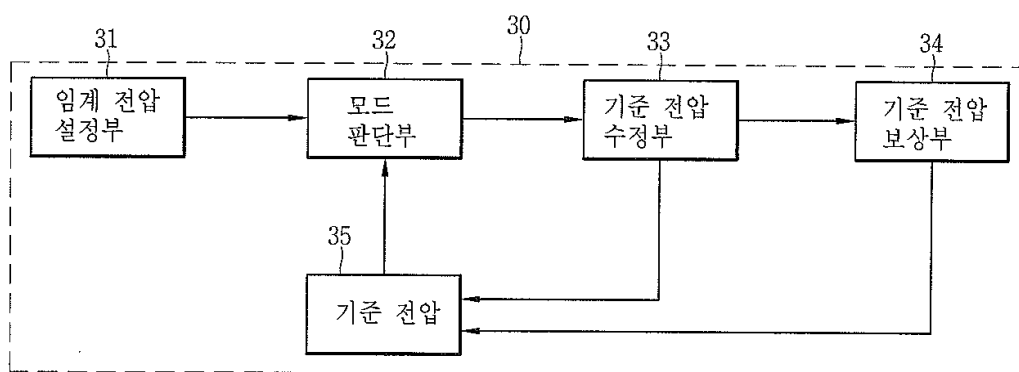 30
31
32
33
34
임계 전압
설정부
모드
판단부
기준 전압
수정부
기준 전압
보상부
35
기준 전압